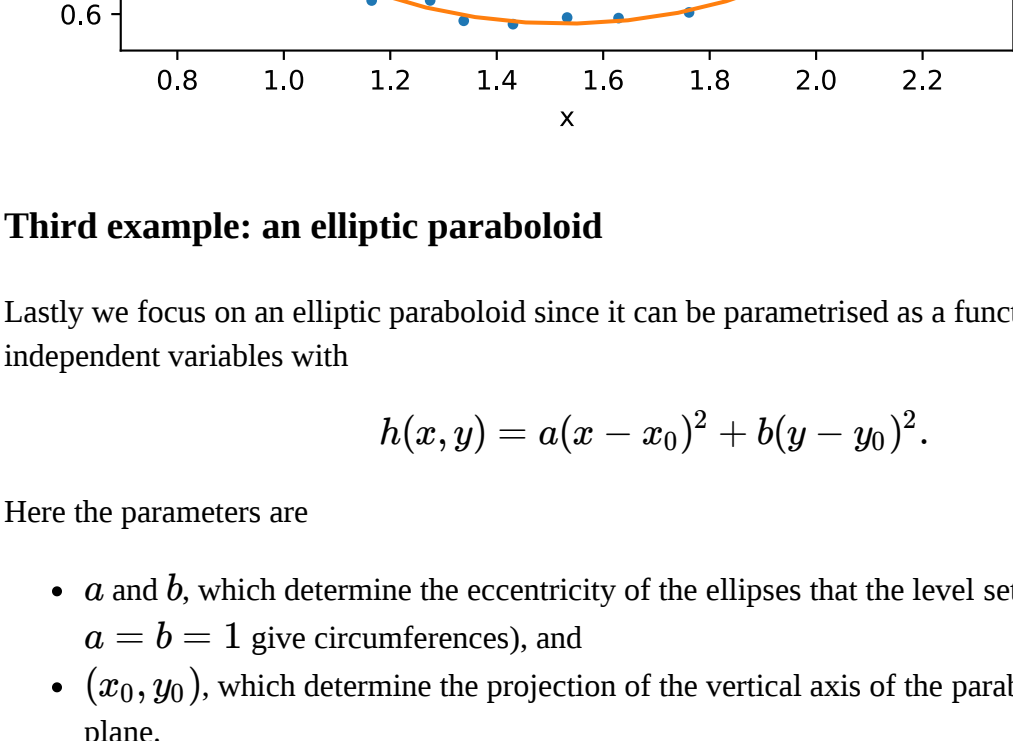 0.6
0.8 1.0 1.2 1.4 1.6 1.8 2.0 2.2
x
Third example: an elliptic paraboloid
Lastly we focus on an elliptic paraboloid since it can be parametrised as a funct
independent variables with
h(x, y) = a(x − x₀)² + b(y − y₀)².
Here the parameters are
• a and b, which determine the eccentricity of the ellipses that the level set
a = b = 1 give circumferences), and
• (x₀, y₀), which determine the projection of the vertical axis of the parab
plane.